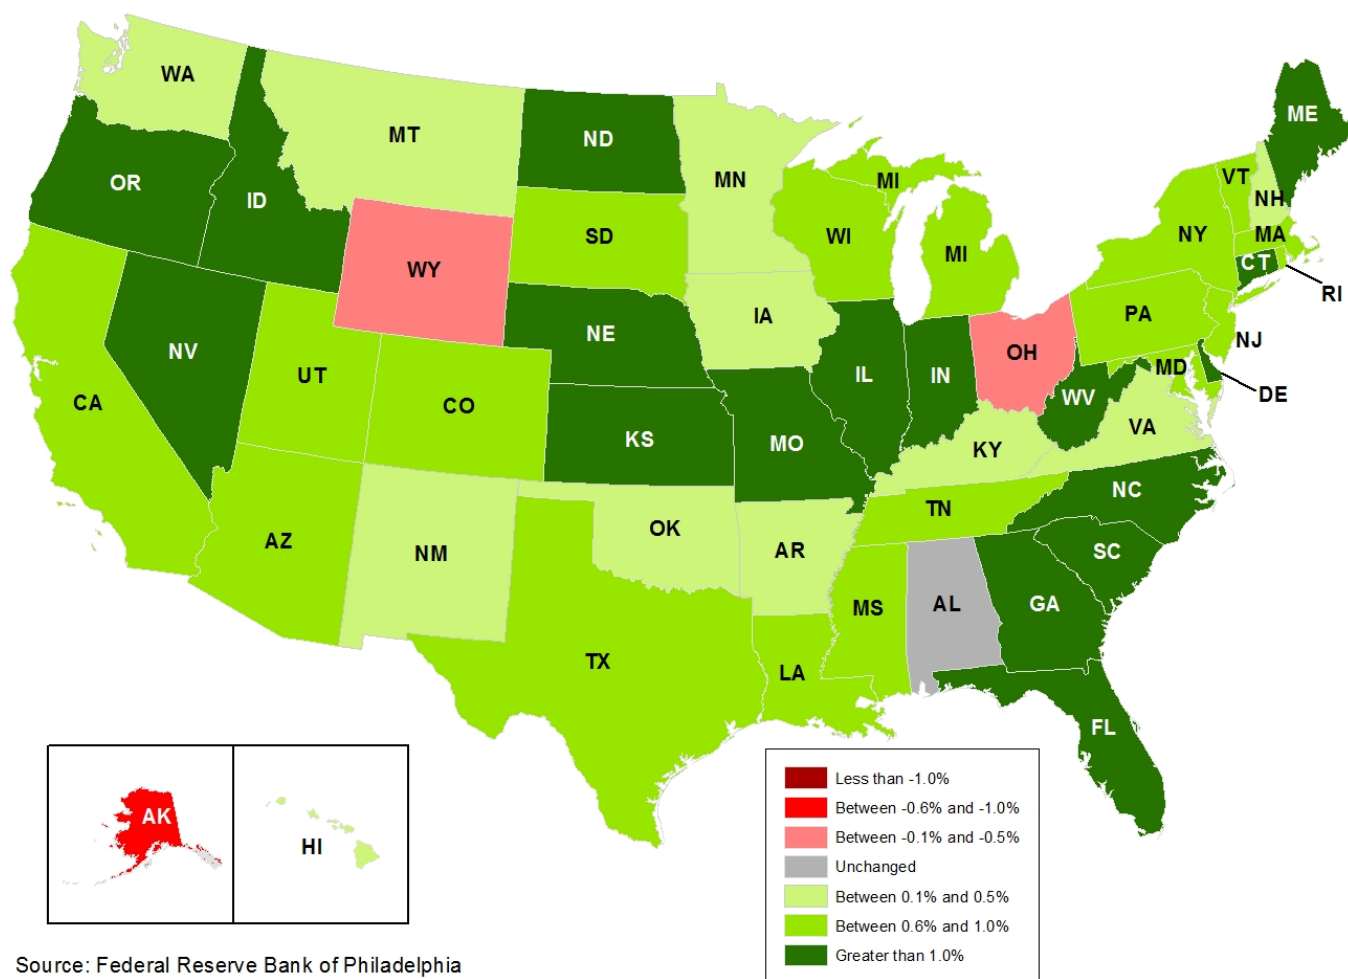 WA
MT
ND
MN
ME
OR
ID
WY
SD
WI
MI
MI
NY
VT
NH
MA
CT
RI
NV
UT
CA
CO
NE
IA
IL
IN
OH
PA
NJ
MD
DE
WV
VA
KS
MO
KY
AZ
NM
OK
AR
TN
NC
SC
MS
AL
GA
TX
LA
FL
AK
HI
Less than -1.0%
Between -0.6% and -1.0%
Between -0.1% and -0.5%
Unchanged
Between 0.1% and 0.5%
Between 0.6% and 1.0%
Greater than 1.0%
Source: Federal Reserve Bank of Philadelphia